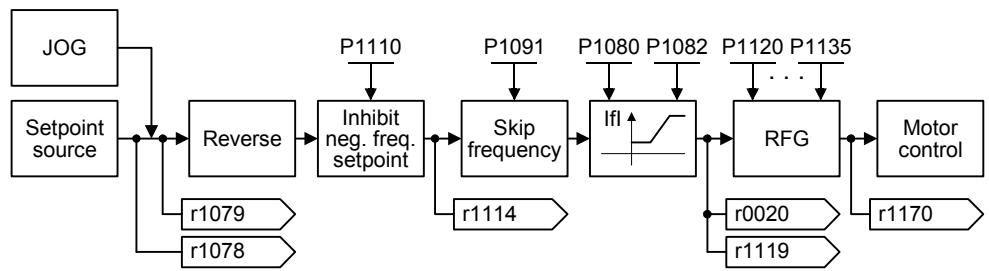 JOG
P1110
P1091
P1080 P1082
P1120 P1135
. . .
Setpoint
source
Reverse
Inhibit
neg. freq.
setpoint
Skip
frequency
|f|
RFG
Motor
control
r1079
r1114
r0020
r1170
r1078
r1119